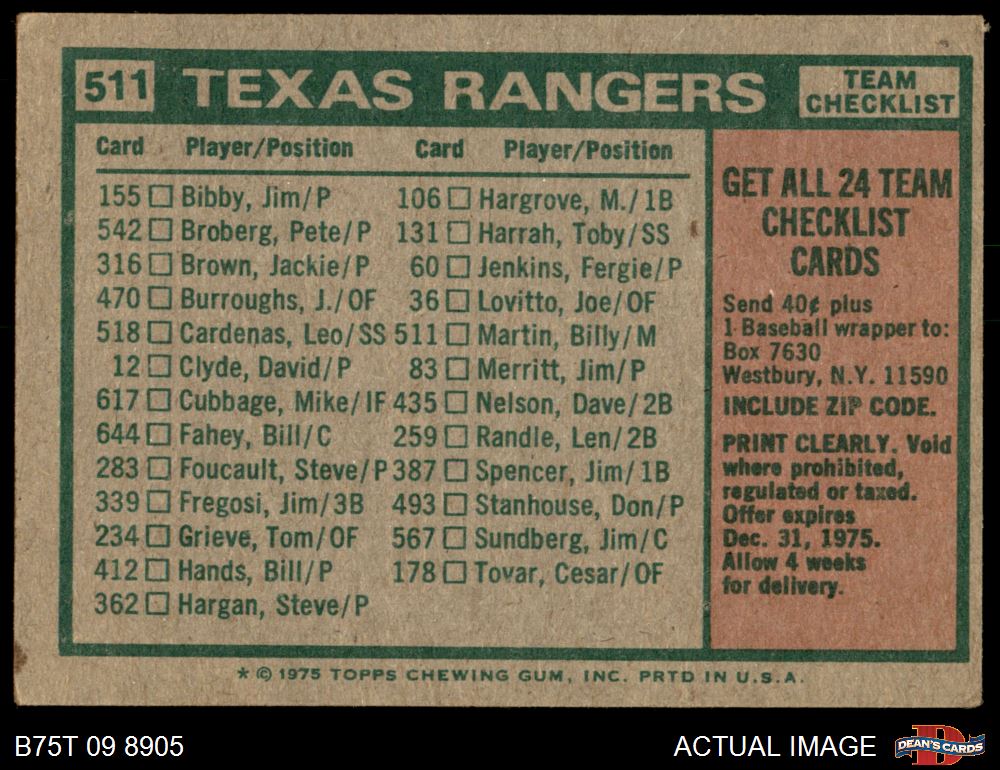 511 TEXAS RANGERS TEAM CHECKLIST
Card Player/Position Card Player/Position
155 Bibby, Jim/P 106 Hargrove, M./1B
542 Broberg, Pete/P 131 Harrah, Toby/SS
316 Brown, Jackie/P 60 Jenkins, Fergie/P
470 Burroughs, J./OF 36 Lovitto, Joe/OF
518 Cardenas, Leo/SS 511 Martin, Billy/M
12 Clyde, David/P 83 Merritt, Jim/P
617 Cubbage, Mike/IF 435 Nelson, Dave/2B
644 Fahey, Bill/C 259 Randle, Len/2B
283 Foucault, Steve/P 387 Spencer, Jim/1B
339 Fregosi, Jim/3B 493 Stanhouse, Don/P
234 Grieve, Tom/OF 567 Sundberg, Jim/C
412 Hands, Bill/P 178 Tovar, Cesar/OF
362 Hargan, Steve/P
GET ALL 24 TEAM
CHECKLIST
CARDS
Send 40¢ plus
1 Baseball wrapper to:
Box 7630
Westbury, N.Y. 11590
INCLUDE ZIP CODE.
PRINT CLEARLY. Void
where prohibited,
regulated or taxed.
Offer expires
Dec. 31, 1975.
Allow 4 weeks
for delivery.
* © 1975 TOPPS CHEWING GUM, INC. PRTD IN U.S.A.
B75T 09 8905 ACTUAL IMAGE DEAN'S CARDS